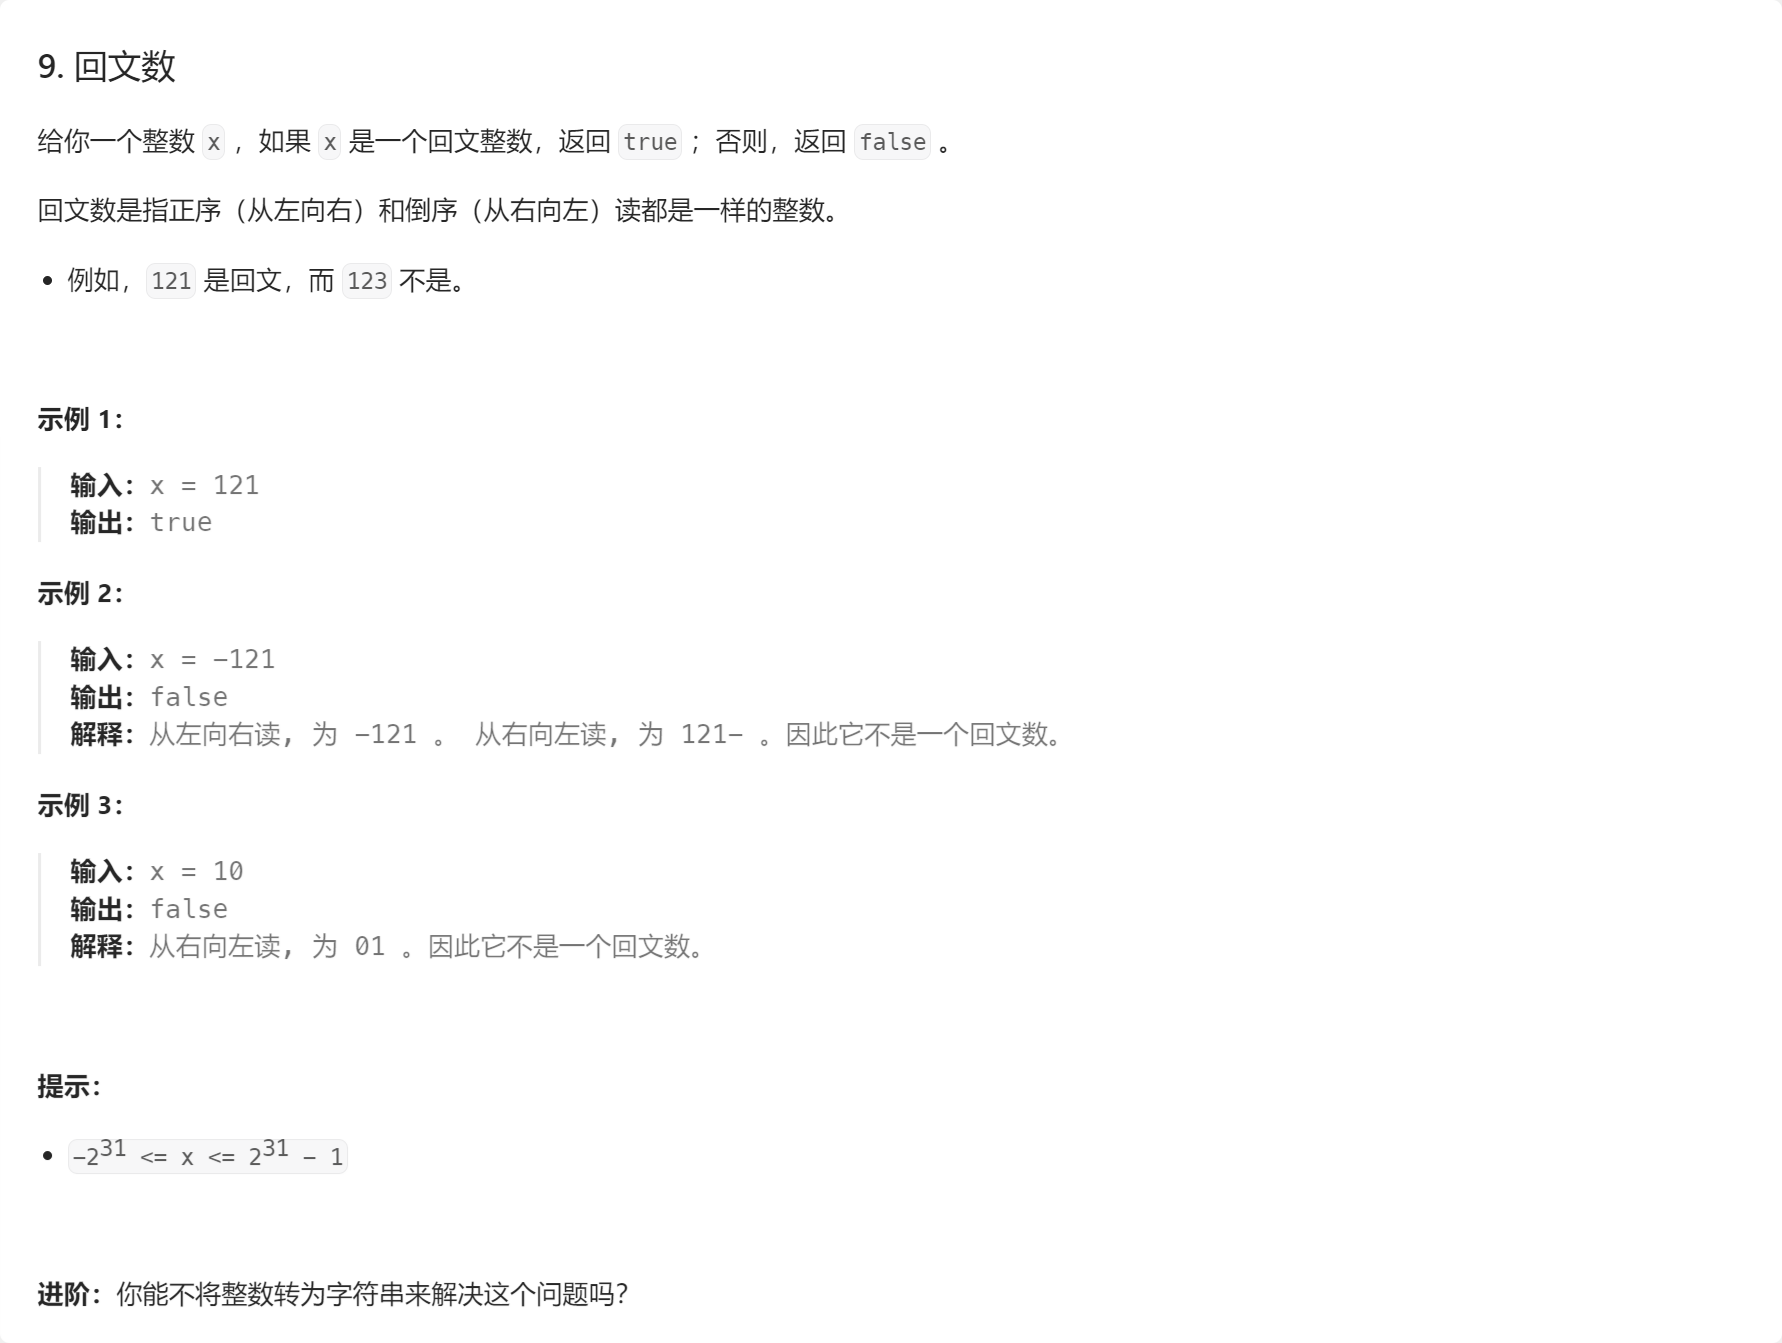 9. 回文数
给你一个整数 x ，如果 x 是一个回文整数，返回 true ；否则，返回 false 。
回文数是指正序（从左向右）和倒序（从右向左）读都是一样的整数。
• 例如，121 是回文，而 123 不是。
示例 1：
输入：x = 121
输出：true
示例 2：
输入：x = -121
输出：false
解释：从左向右读, 为 -121 。 从右向左读, 为 121- 。因此它不是一个回文数。
示例 3：
输入：x = 10
输出：false
解释：从右向左读, 为 01 。因此它不是一个回文数。
提示：
• -2³¹ <= x <= 2³¹ - 1
进阶：你能不将整数转为字符串来解决这个问题吗？